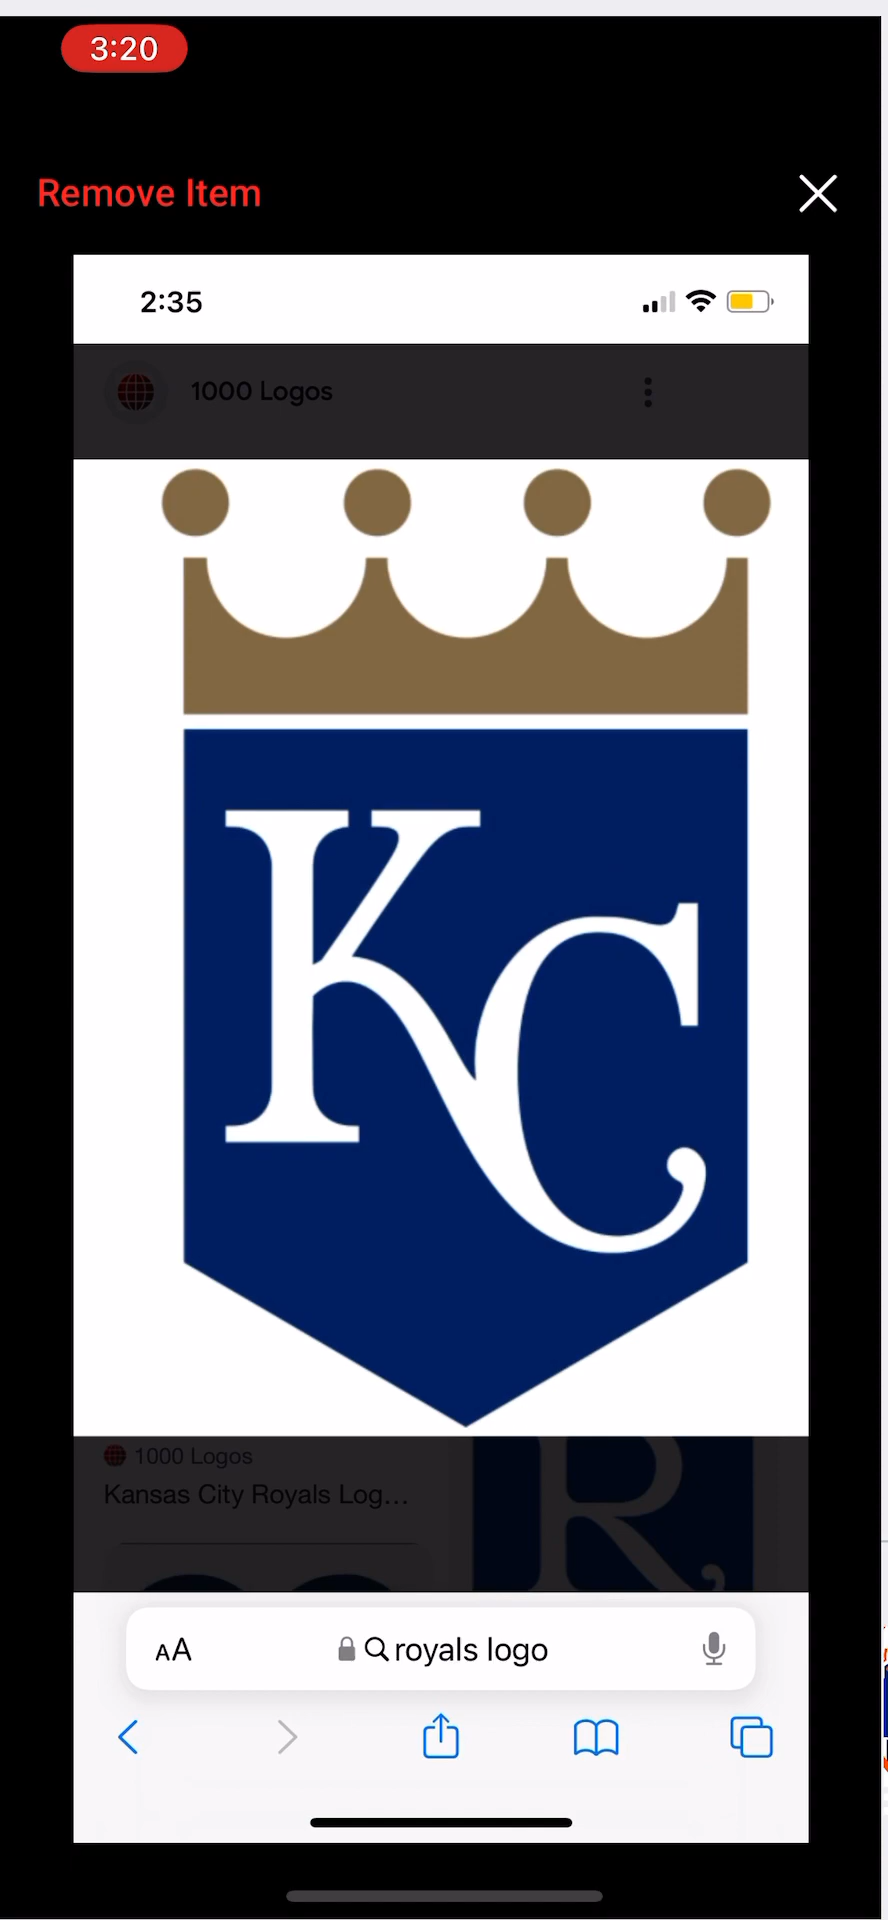 3:20
Remove Item
2:35
1000 Logos
KC
1000 Logos
Kansas City Royals Log...
R
AA
royals logo